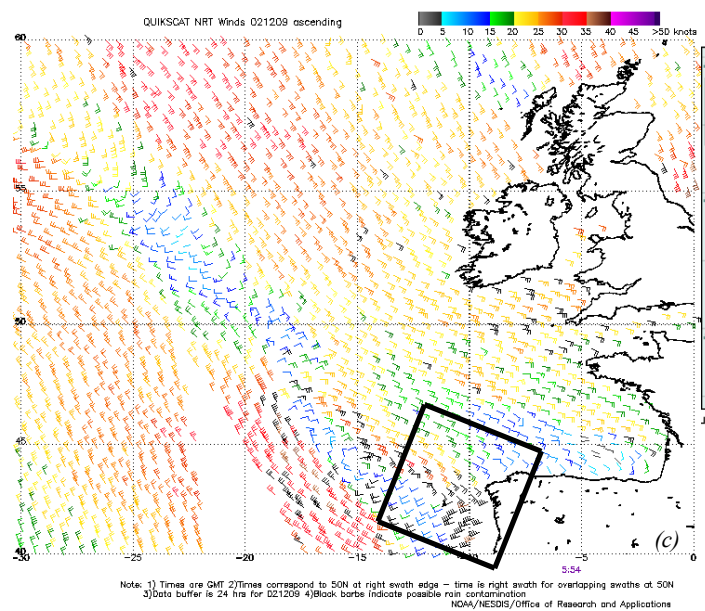 QUIKSCAT NRT Winds 021209 ascending
0 5 10 15 20 25 30 35 40 45 >50 knots
60
55
50
45
40
-30 -25 -20 -15 -10 -5 0
(c)
5:54
Note: 1) Times are GMT 2)Times correspond to 50N at right swath edge - time is right swath for overlapping swaths at 50N
3)Data buffer is 24 hrs for 021209 4)Black barbs indicate possible rain contamination
NOAA/NESDIS/Office of Research and Applications